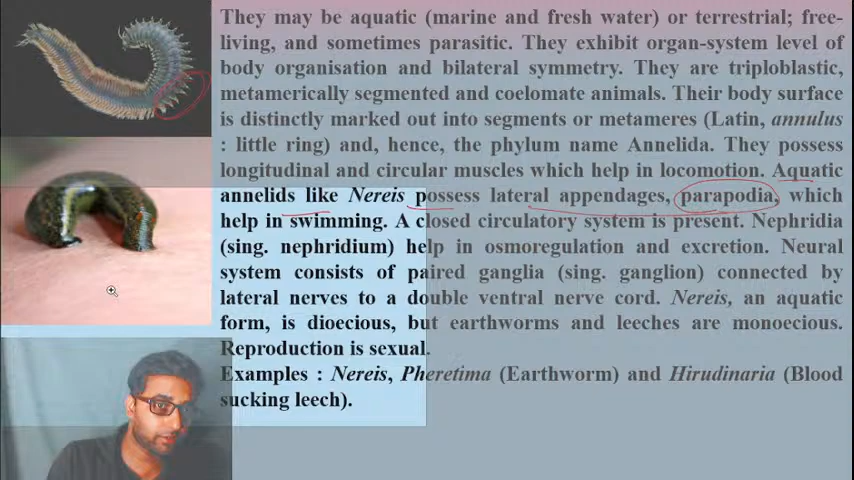 They may be aquatic (marine and fresh water) or terrestrial; free-
living, and sometimes parasitic. They exhibit organ-system level of
body organisation and bilateral symmetry. They are triploblastic,
metamerically segmented and coelomate animals. Their body surface
is distinctly marked out into segments or metameres (Latin, annulus
: little ring) and, hence, the phylum name Annelida. They possess
longitudinal and circular muscles which help in locomotion. Aquatic
annelids like Nereis possess lateral appendages, parapodia, which
help in swimming. A closed circulatory system is present. Nephridia
(sing. nephridium) help in osmoregulation and excretion. Neural
system consists of paired ganglia (sing. ganglion) connected by
lateral nerves to a double ventral nerve cord. Nereis, an aquatic
form, is dioecious, but earthworms and leeches are monoecious.
Reproduction is sexual.
Examples : Nereis, Pheretima (Earthworm) and Hirudinaria (Blood
sucking leech).